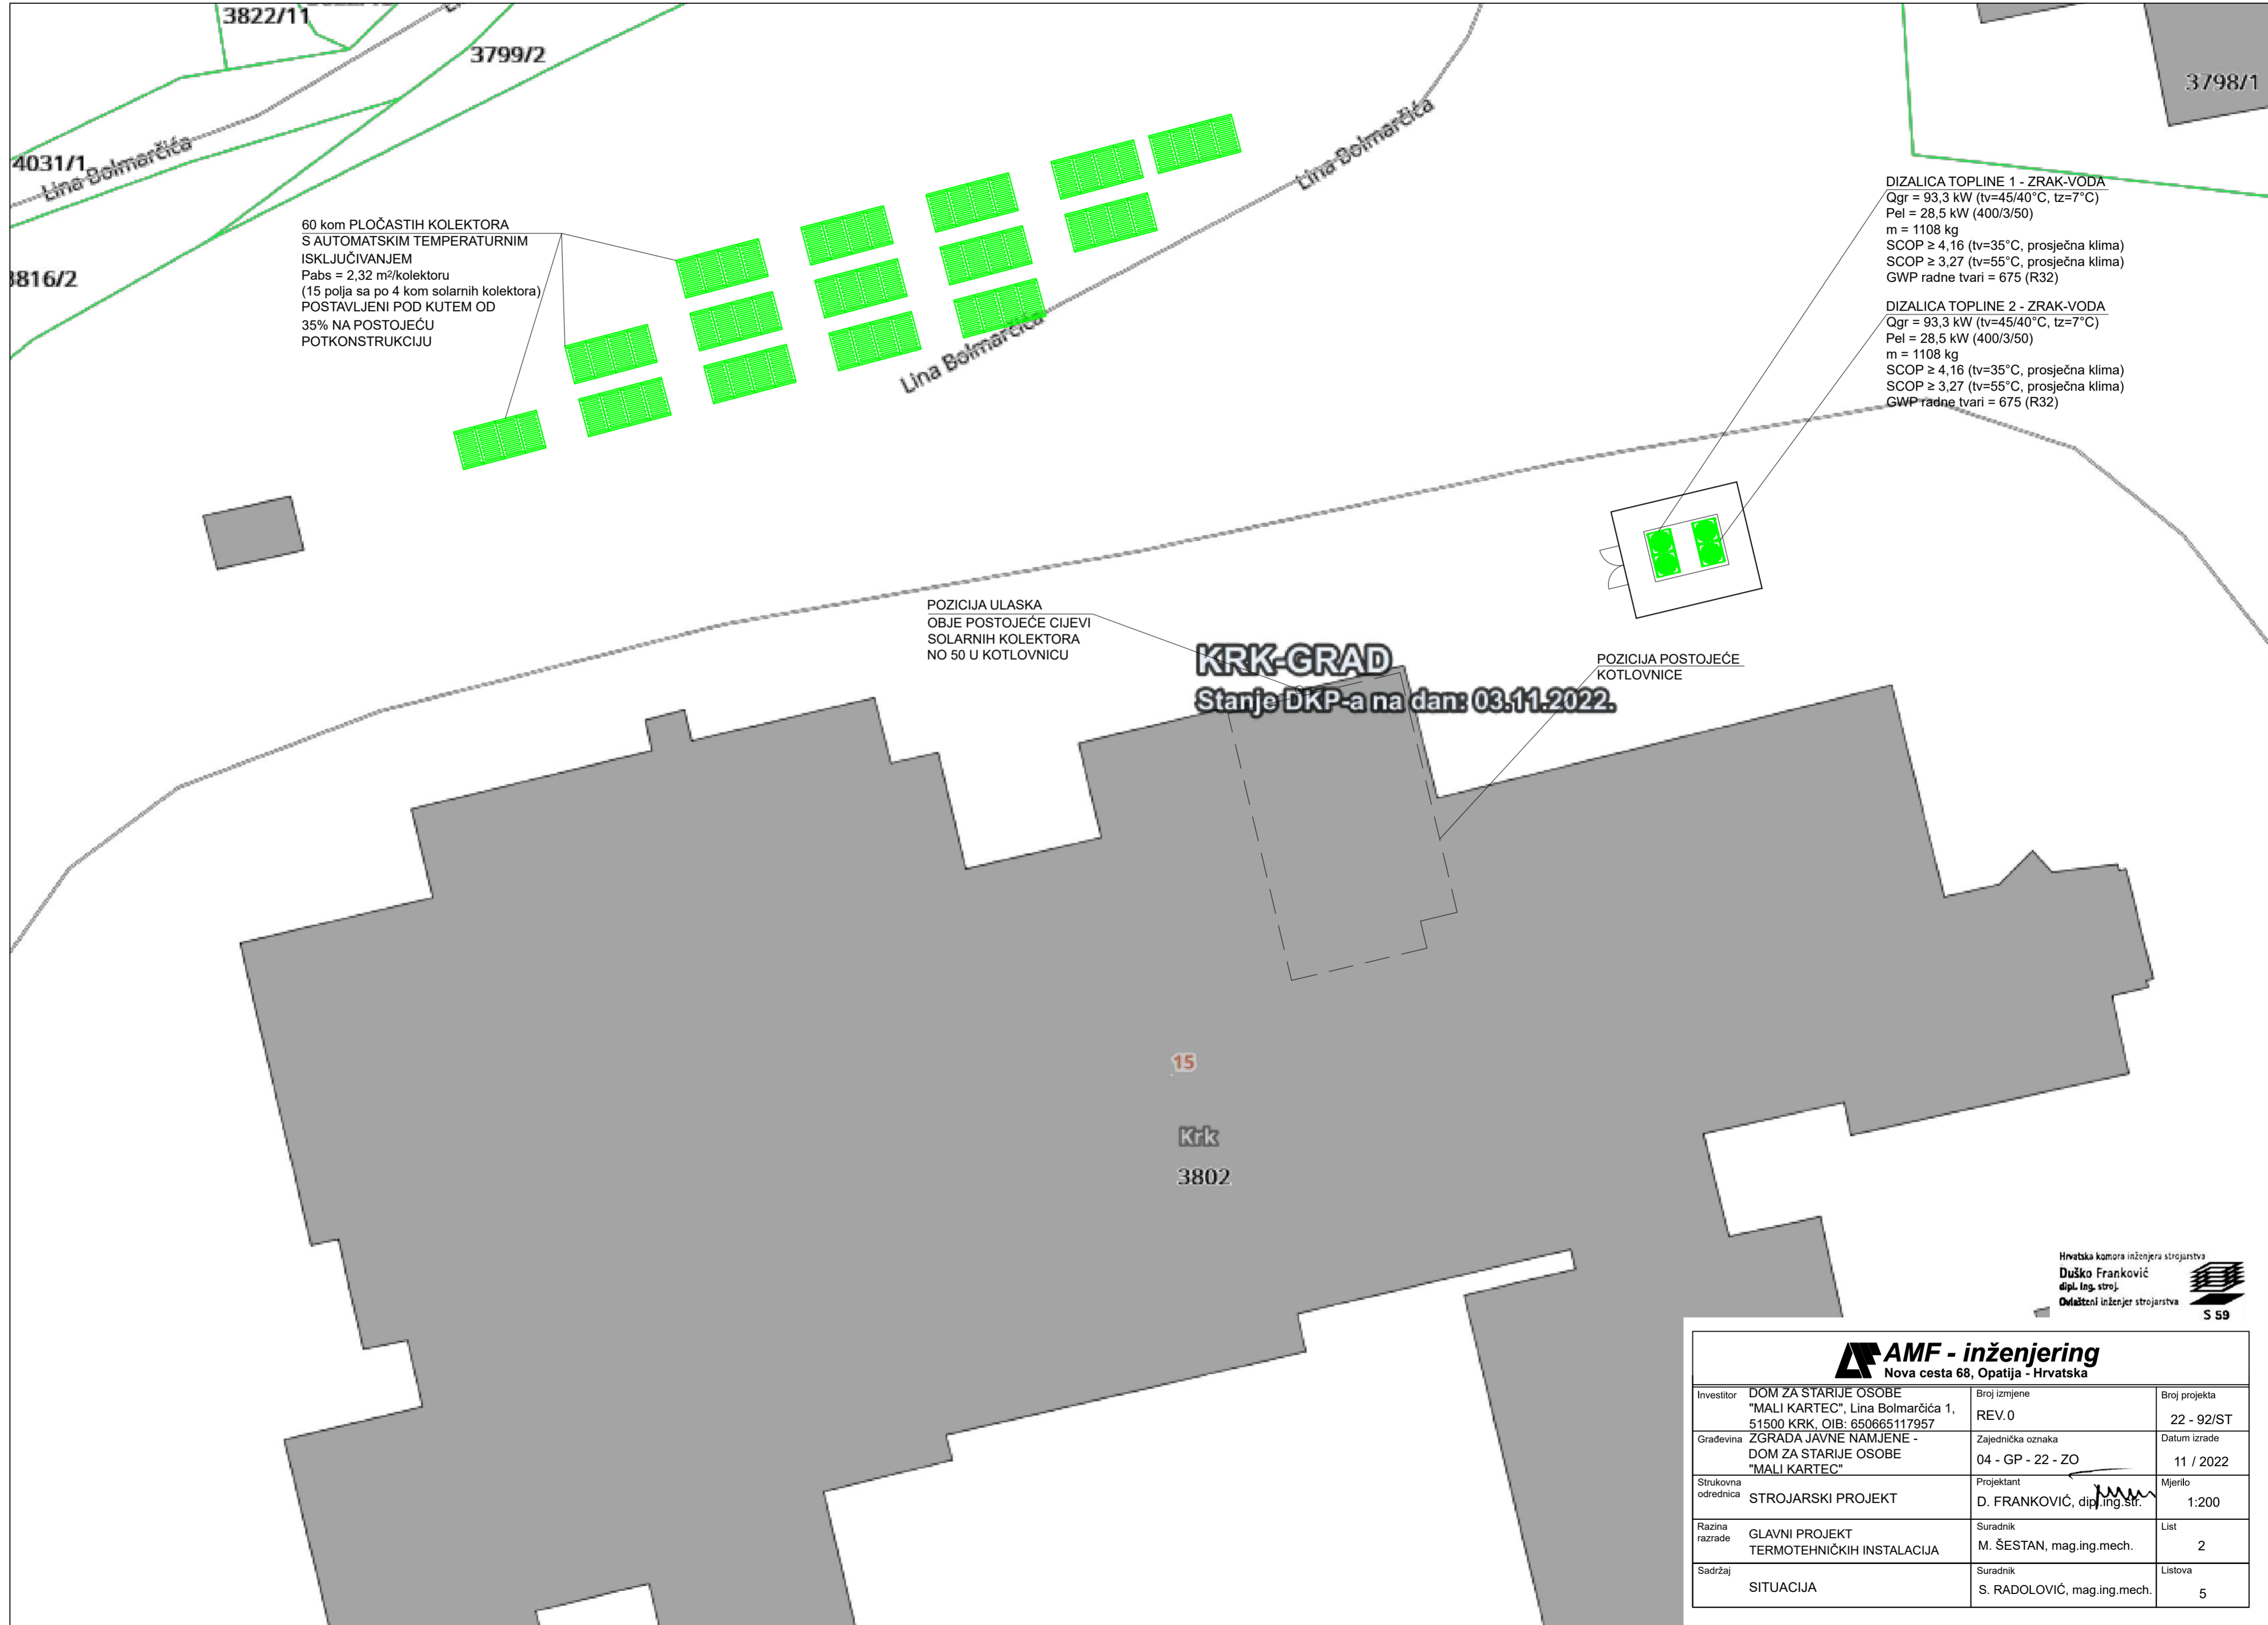 3822/11
3799/2
3798/1
4031/1
Lina Bolmarčića
Lina Bolmarčića
3816/2
60 kom PLOČASTIH KOLEKTORA
S AUTOMATSKIM TEMPERATURNIM
ISKLJUČIVANJEM
Pabs = 2,32 m²/kolektoru
(15 polja sa po 4 kom solarnih kolektora)
POSTAVLJENI POD KUTEM OD
35% NA POSTOJEĆU
POTKONSTRUKCIJU
Lina Bolmarčića
DIZALICA TOPLINE 1 - ZRAK-VODA
Qgr = 93,3 kW (tv=45/40°C, tz=7°C)
Pel = 28,5 kW (400/3/50)
m = 1108 kg
SCOP ≥ 4,16 (tv=35°C, prosječna klima)
SCOP ≥ 3,27 (tv=55°C, prosječna klima)
GWP radne tvari = 675 (R32)
DIZALICA TOPLINE 2 - ZRAK-VODA
Qgr = 93,3 kW (tv=45/40°C, tz=7°C)
Pel = 28,5 kW (400/3/50)
m = 1108 kg
SCOP ≥ 4,16 (tv=35°C, prosječna klima)
SCOP ≥ 3,27 (tv=55°C, prosječna klima)
GWP radne tvari = 675 (R32)
POZICIJA ULASKA
OBJE POSTOJEĆE CIJEVI
SOLARNIH KOLEKTORA
NO 50 U KOTLOVNICU
KRK-GRAD
Stanje DKP-a na dan: 03.11.2022.
POZICIJA POSTOJEĆE
KOTLOVNICE
15
Krk
3802
Hrvatska komora inženjera strojarstva
Duško Franković
dipl. ing. stroj.
Ovlašteni inženjer strojarstva
S 59
AMF - inženjering
Nova cesta 68, Opatija - Hrvatska
Investitor
DOM ZA STARIJE OSOBE
"MALI KARTEC", Lina Bolmarčića 1,
51500 KRK, OIB: 650665117957
Broj izmjene
REV.0
Broj projekta
22 - 92/ST
Građevina
ZGRADA JAVNE NAMJENE -
DOM ZA STARIJE OSOBE
"MALI KARTEC"
Zajednička oznaka
04 - GP - 22 - ZO
Datum izrade
11 / 2022
Strukovna
odrednica
STROJARSKI PROJEKT
Projektant
D. FRANKOVIĆ, dipl.ing.str.
Mjerilo
1:200
Razina
razrade
GLAVNI PROJEKT
TERMOTEHNIČKIH INSTALACIJA
Suradnik
M. ŠESTAN, mag.ing.mech.
List
2
Sadržaj
SITUACIJA
Suradnik
S. RADOLOVIĆ, mag.ing.mech.
Listova
5